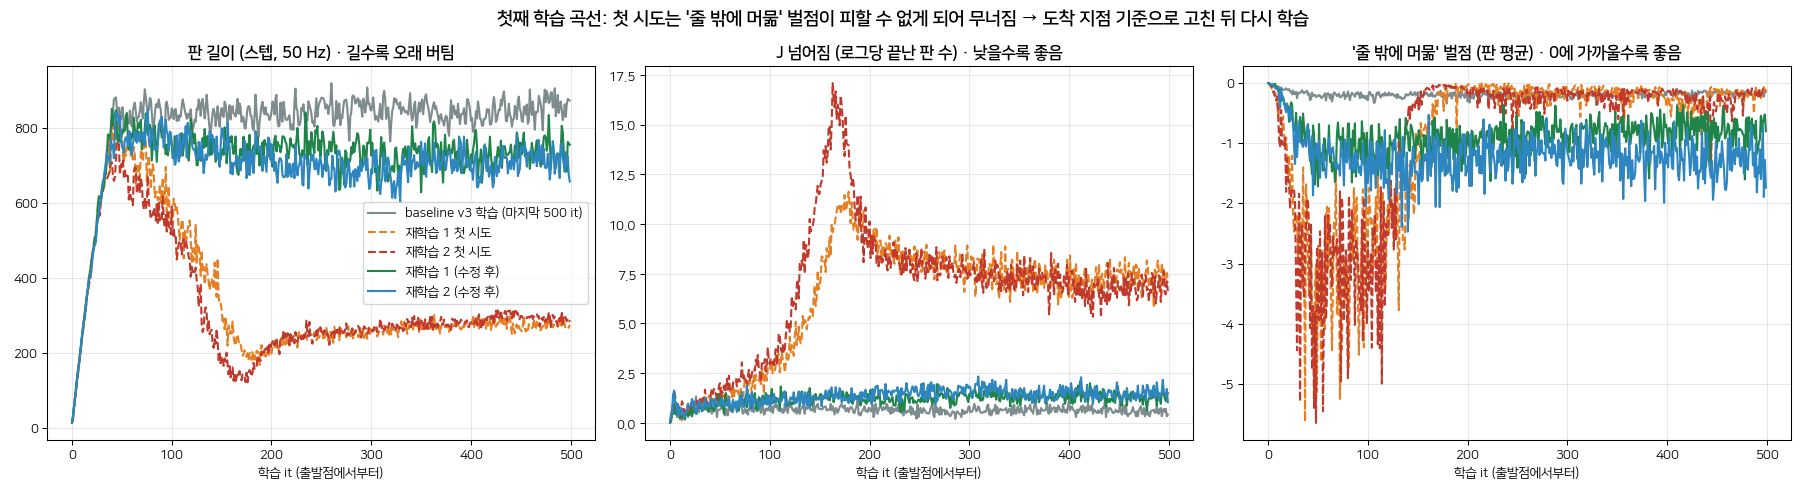 첫째 학습 곡선: 첫 시도는 '줄 밖에 머묾' 벌점이 피할 수 없게 되어 무너짐 → 도착 지점 기준으로 고친 뒤 다시 학습
판 길이 (스텝, 50 Hz) · 길수록 오래 버팀
800
600
400
200
0
baseline v3 학습 (마지막 500 it)
재학습 1 첫 시도
재학습 2 첫 시도
재학습 1 (수정 후)
재학습 2 (수정 후)
0 100 200 300 400 500
학습 it (출발점에서부터)
J 넘어짐 (로그당 끝난 판 수) · 낮을수록 좋음
17.5
15.0
12.5
10.0
7.5
5.0
2.5
0.0
0 100 200 300 400 500
학습 it (출발점에서부터)
'줄 밖에 머묾' 벌점 (판 평균) · 0에 가까울수록 좋음
0
-1
-2
-3
-4
-5
0 100 200 300 400 500
학습 it (출발점에서부터)